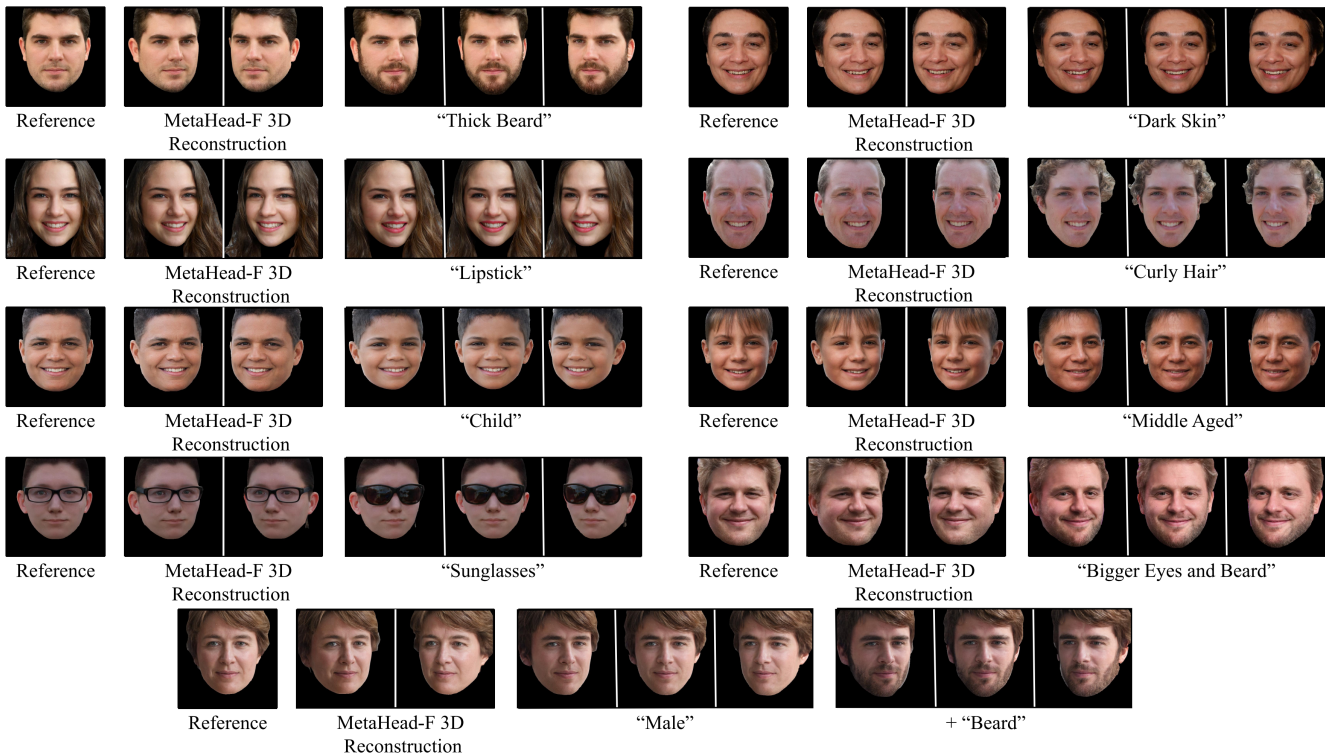 Reference
MetaHead-F 3D
Reconstruction
“Thick Beard”
Reference
MetaHead-F 3D
Reconstruction
“Dark Skin”
Reference
MetaHead-F 3D
Reconstruction
“Lipstick”
Reference
MetaHead-F 3D
Reconstruction
“Curly Hair”
Reference
MetaHead-F 3D
Reconstruction
“Child”
Reference
MetaHead-F 3D
Reconstruction
“Middle Aged”
Reference
MetaHead-F 3D
Reconstruction
“Sunglasses”
Reference
MetaHead-F 3D
Reconstruction
“Bigger Eyes and Beard”
Reference
MetaHead-F 3D
Reconstruction
“Male”
+ “Beard”